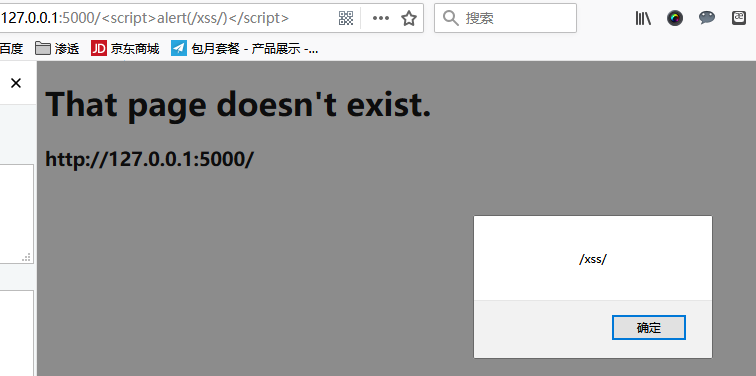 127.0.0.1:5000/<script>alert(/xss/)</script>
搜索
百度 渗透 JD 京东商城 包月套餐 - 产品展示 -...
That page doesn't exist.
http://127.0.0.1:5000/
/xss/
确定